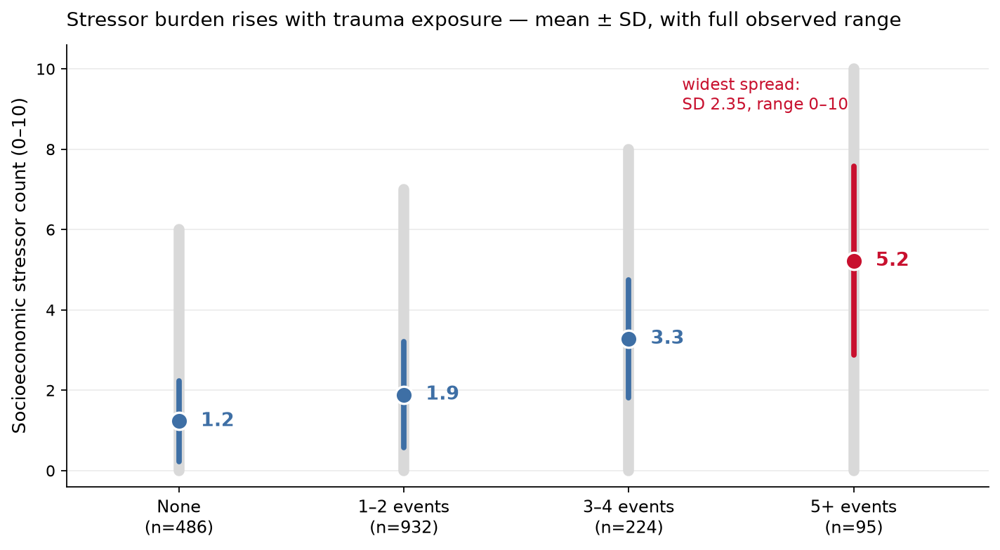 Stressor burden rises with trauma exposure — mean ± SD, with full observed range
Socioeconomic stressor count (0–10)
10
8
6
4
2
0
widest spread:
SD 2.35, range 0–10
1.2
1.9
3.3
5.2
None
(n=486)
1–2 events
(n=932)
3–4 events
(n=224)
5+ events
(n=95)